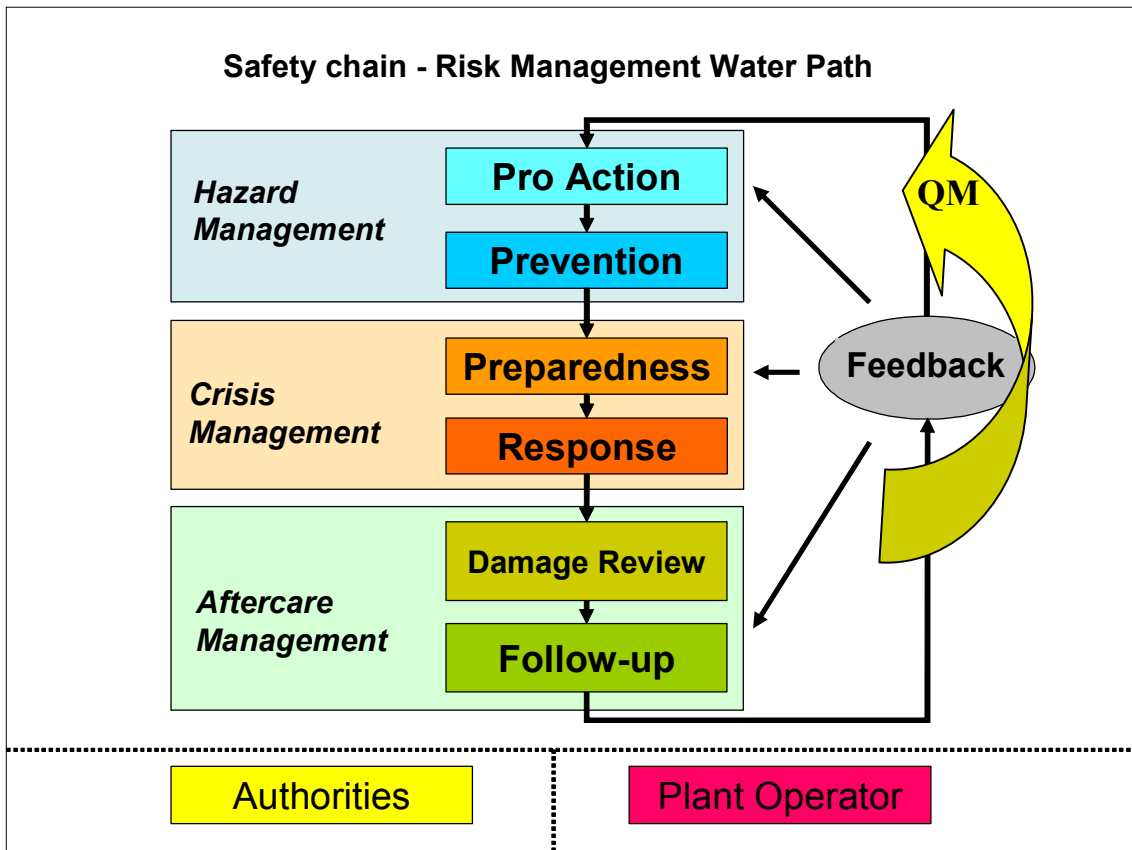 Safety chain - Risk Management Water Path
Hazard
Management
Pro Action
Prevention
QM
Crisis
Management
Preparedness
Response
Feedback
Aftercare
Management
Damage Review
Follow-up
Authorities
Plant Operator